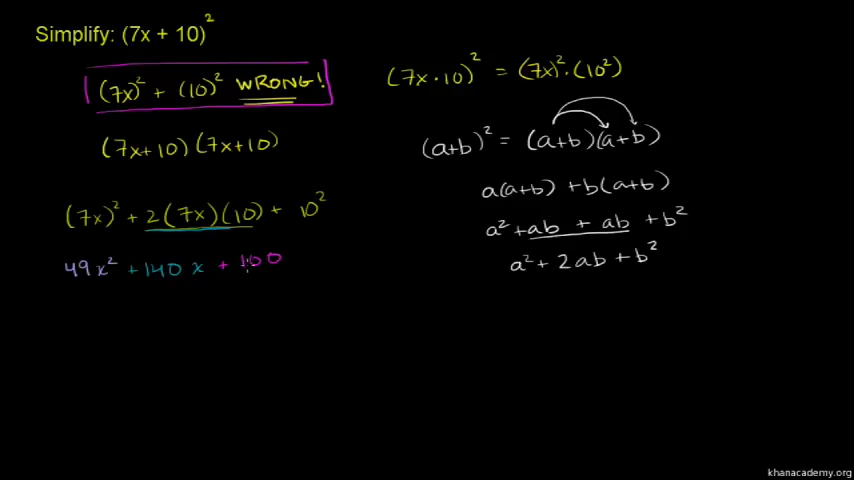 Simplify: (7x + 10)²
(7x)² + (10)² WRONG!
(7x+10)(7x+10)
(7x)² + 2(7x)(10) + 10²
49x² + 140x + 100
(7x·10)² = (7x)²·(10²)
(a+b)² = (a+b)(a+b)
a(a+b) + b(a+b)
a² + ab + ab + b²
a² + 2ab + b²
khanacademy.org